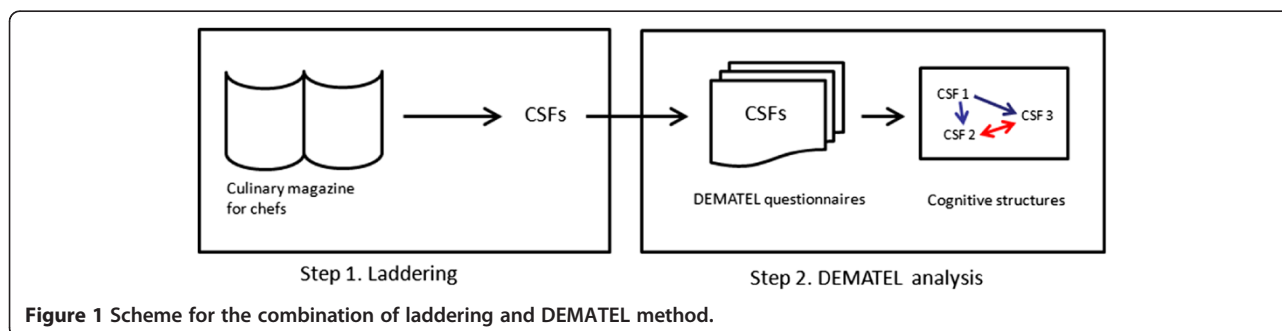 Culinary magazine
for chefs
CSFs
Step 1. Laddering
CSFs
DEMATEL questionnaires
CSF 1
CSF 3
CSF 2
Cognitive structures
Step 2. DEMATEL analysis
Figure 1 Scheme for the combination of laddering and DEMATEL method.